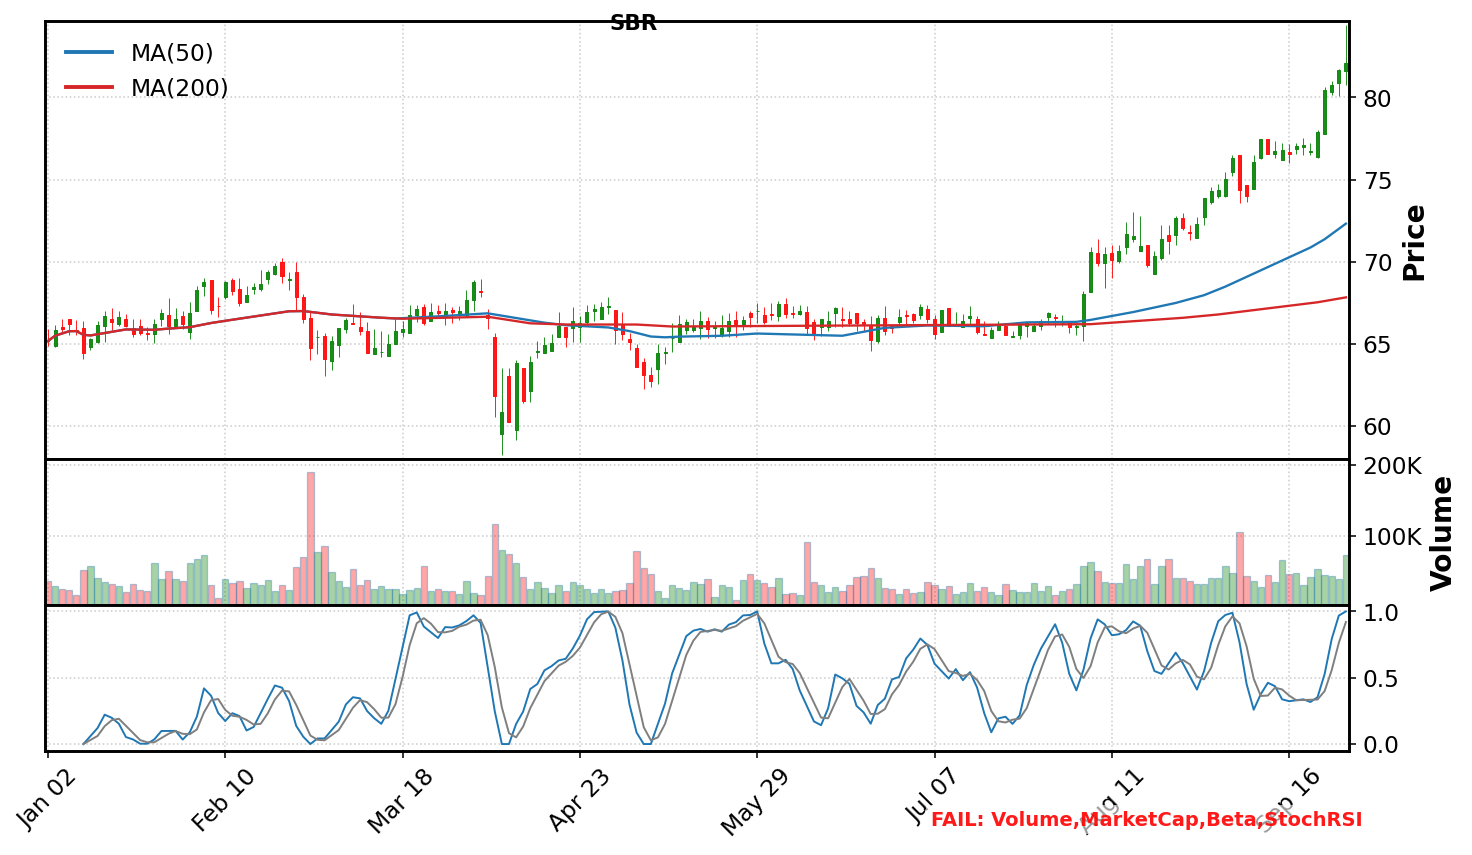 SBR
MA(50)
MA(200)
80
75
70
65
60
Price
200K
100K
Volume
1.0
0.5
0.0
Jan 02
Feb 10
Mar 18
Apr 23
May 29
Jul 07
Aug 11
Sep 16
FAIL: Volume,MarketCap,Beta,StochRSI